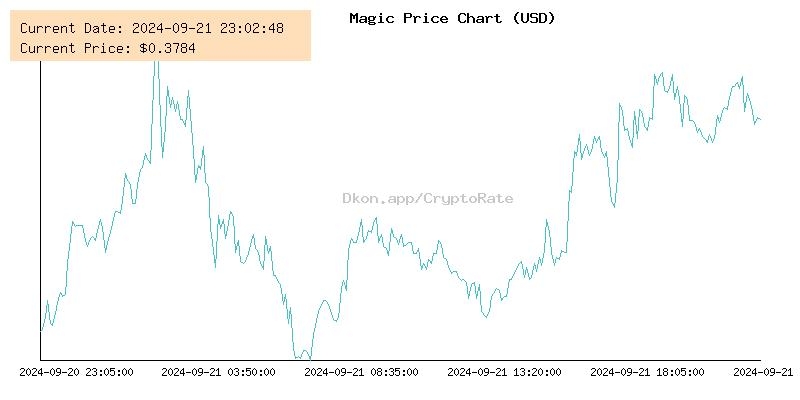 Magic Price Chart (USD)
Current Date: 2024-09-21 23:02:48
Current Price: $0.3784
Dkon.app/CryptoRate
2024-09-20 23:05:00
2024-09-21 03:50:00
2024-09-21 08:35:00
2024-09-21 13:20:00
2024-09-21 18:05:00
2024-09-21